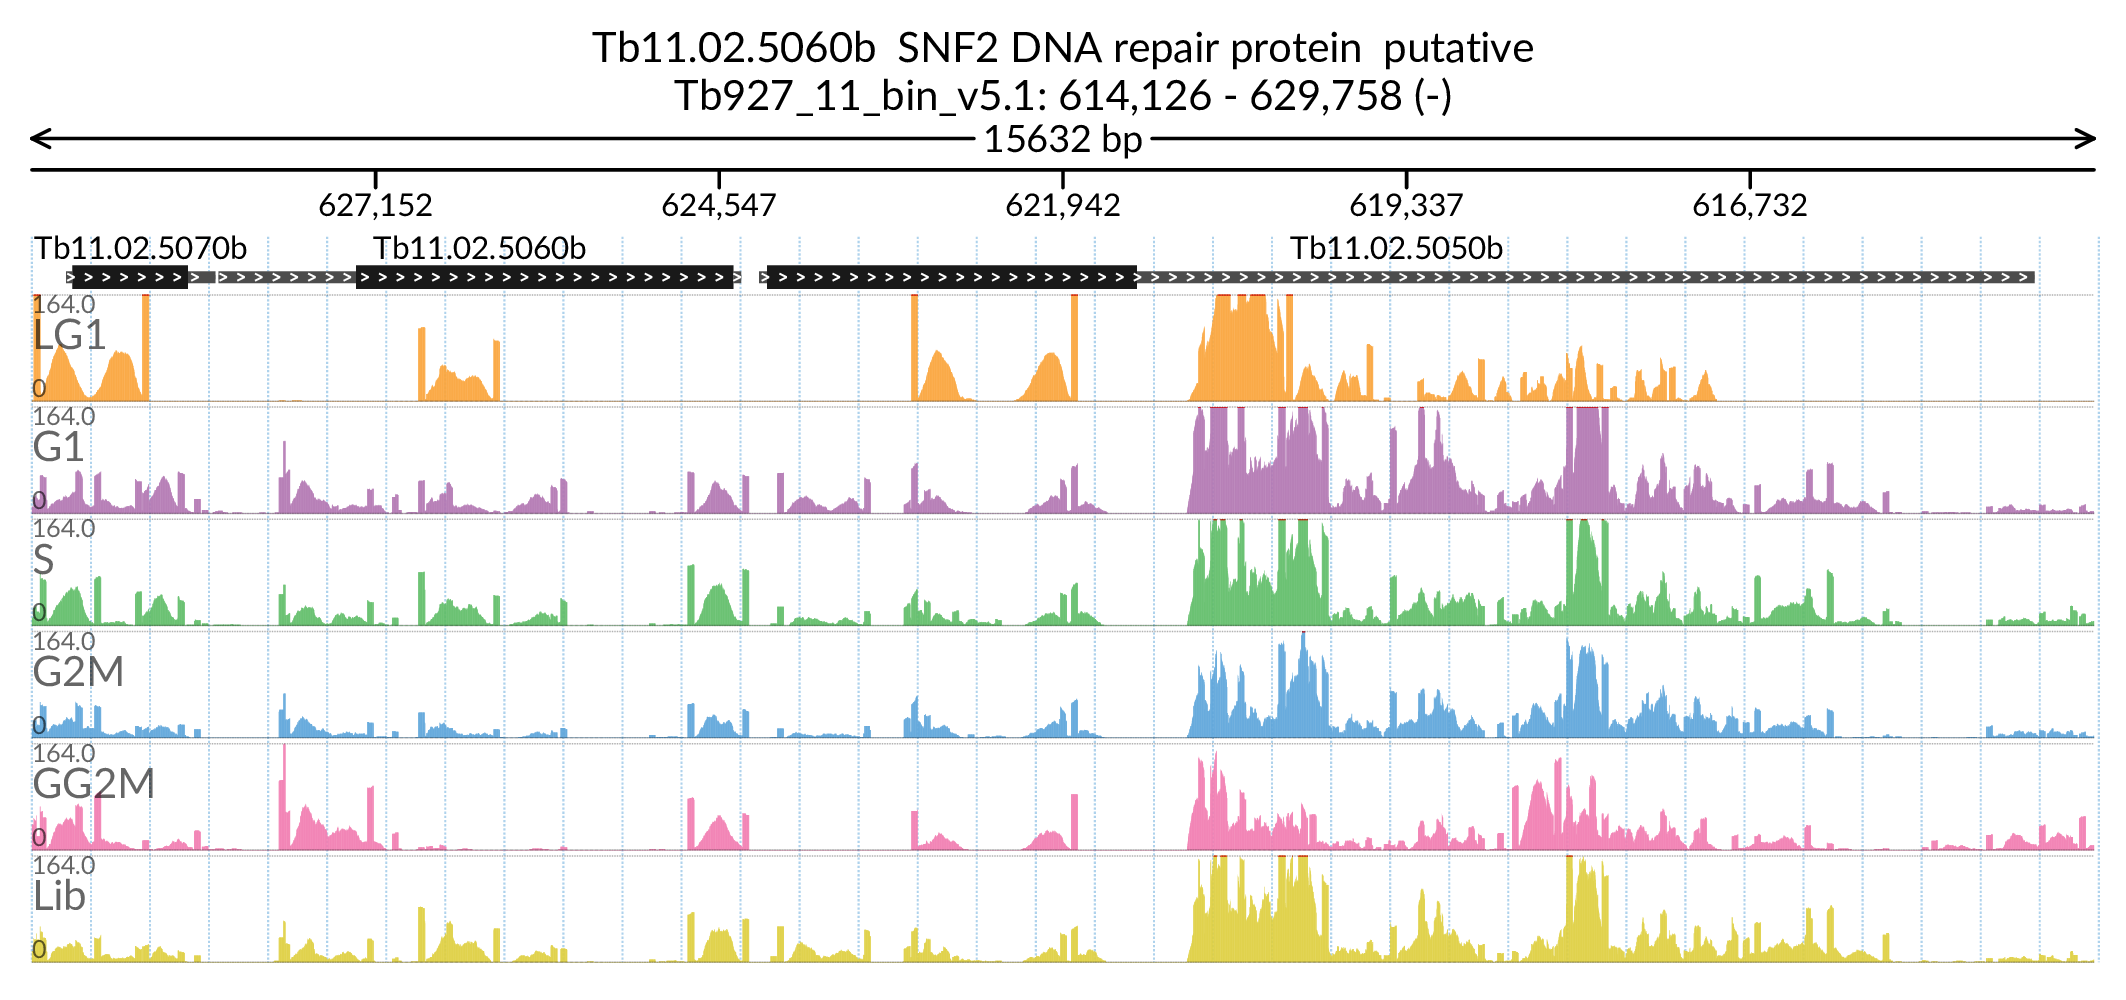 Tb11.02.5060b  SNF2 DNA repair protein  putative
Tb927_11_bin_v5.1: 614,126 - 629,758 (-)
15632 bp
627,152 624,547 621,942 619,337 616,732
Tb11.02.5070b Tb11.02.5060b Tb11.02.5050b
164.0
LG1
0
164.0
G1
0
164.0
S
0
164.0
G2M
0
164.0
GG2M
0
164.0
Lib
0